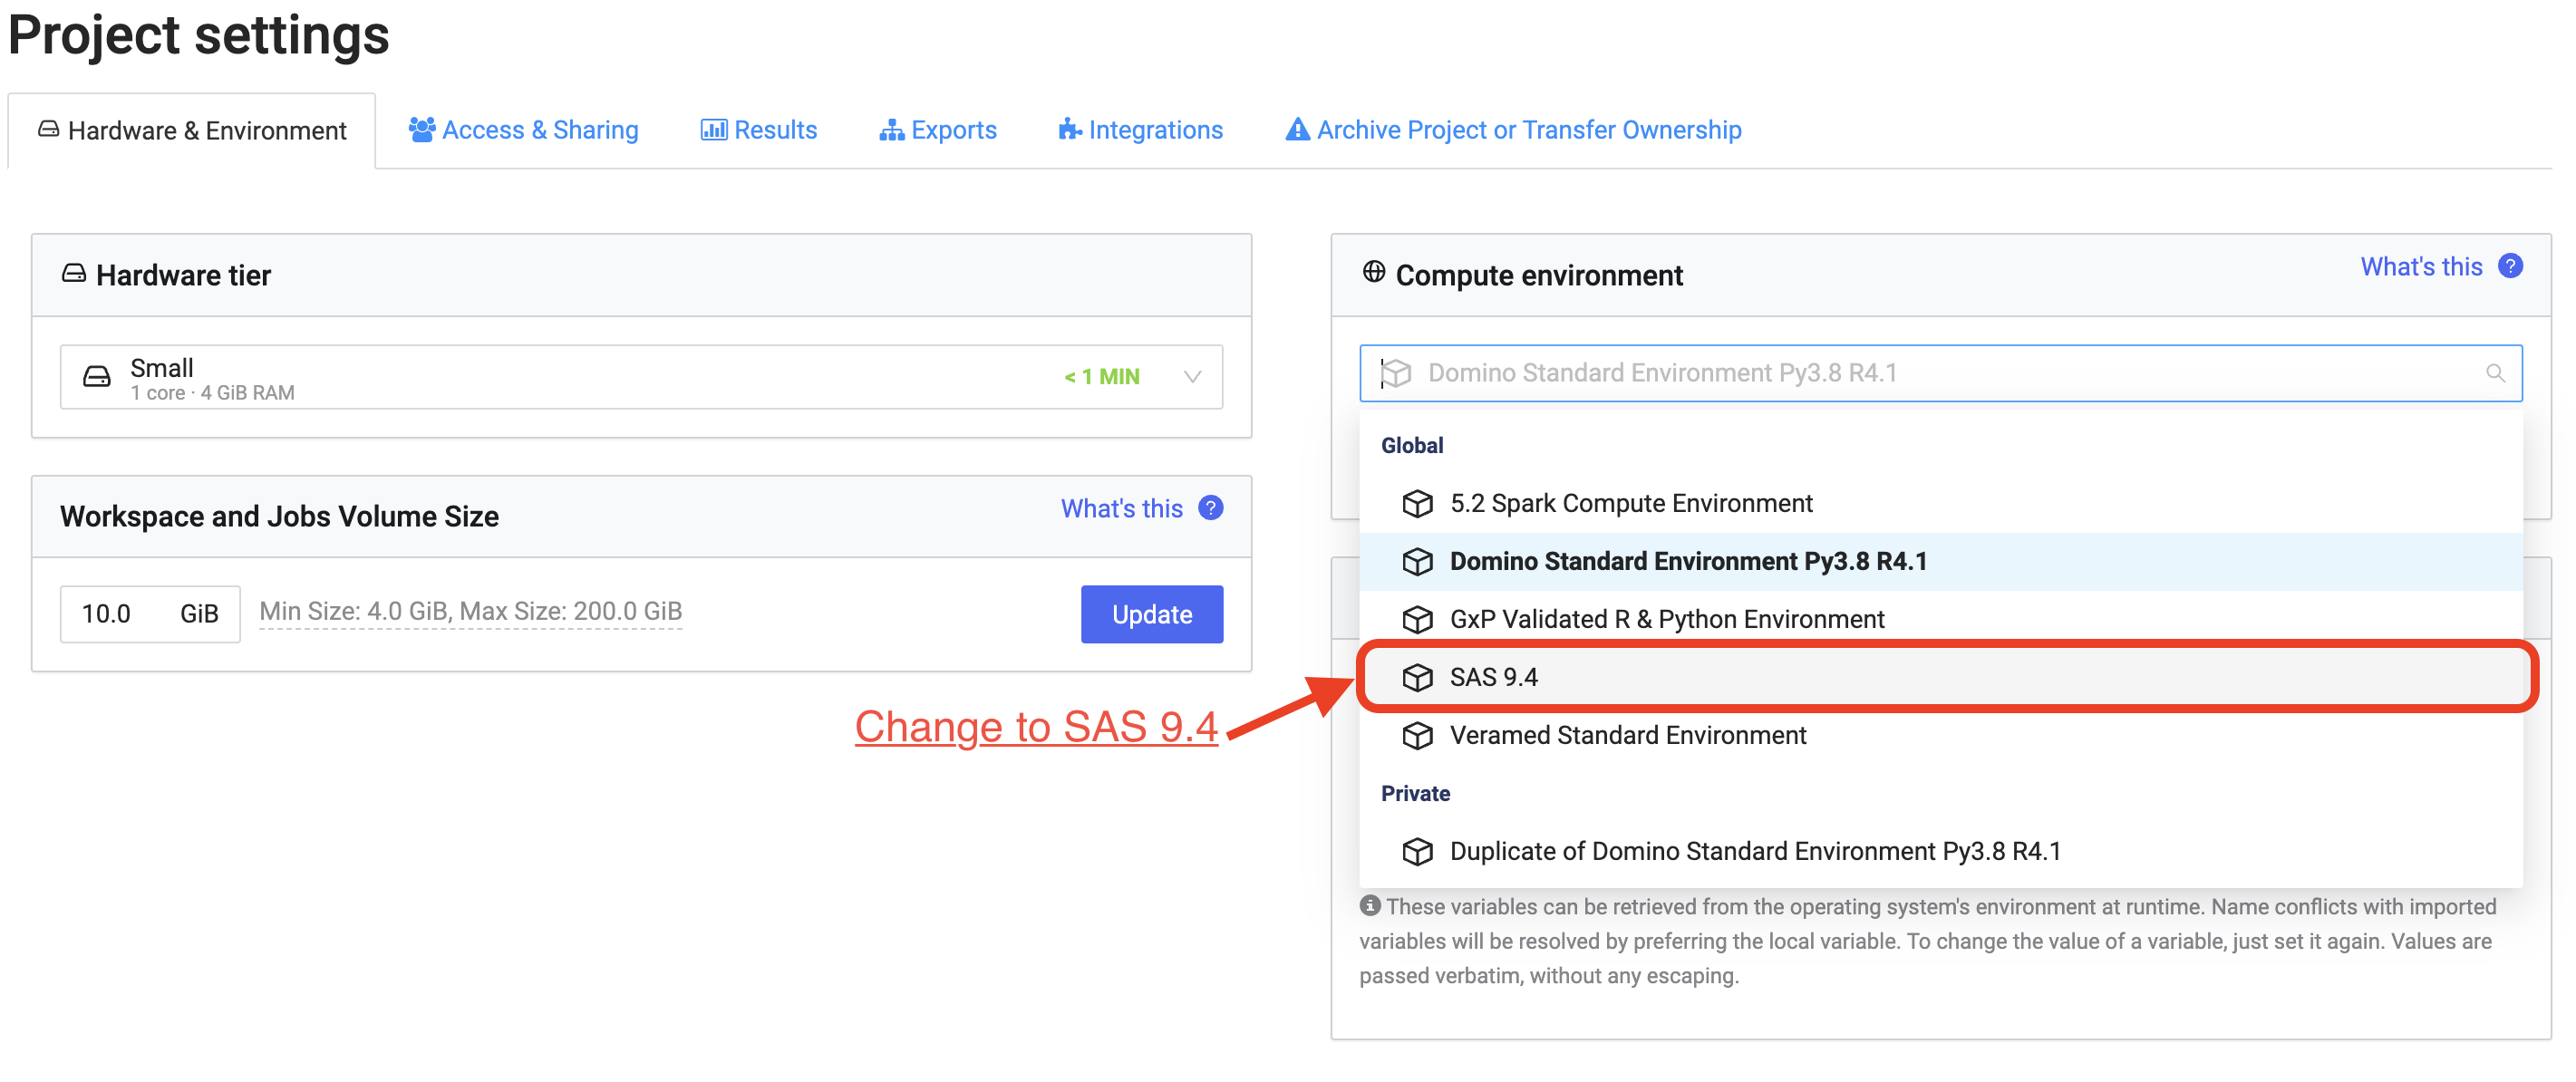 Project settings
Hardware & Environment
Access & Sharing
Results
Exports
Integrations
Archive Project or Transfer Ownership
Hardware tier
Small
1 core · 4 GiB RAM
< 1 MIN
Workspace and Jobs Volume Size
What's this
10.0 GiB
Min Size: 4.0 GiB, Max Size: 200.0 GiB
Update
Change to SAS 9.4
Compute environment
What's this
Domino Standard Environment Py3.8 R4.1
Global
5.2 Spark Compute Environment
Domino Standard Environment Py3.8 R4.1
GxP Validated R & Python Environment
SAS 9.4
Veramed Standard Environment
Private
Duplicate of Domino Standard Environment Py3.8 R4.1
These variables can be retrieved from the operating system's environment at runtime. Name conflicts with imported
variables will be resolved by preferring the local variable. To change the value of a variable, just set it again. Values are
passed verbatim, without any escaping.